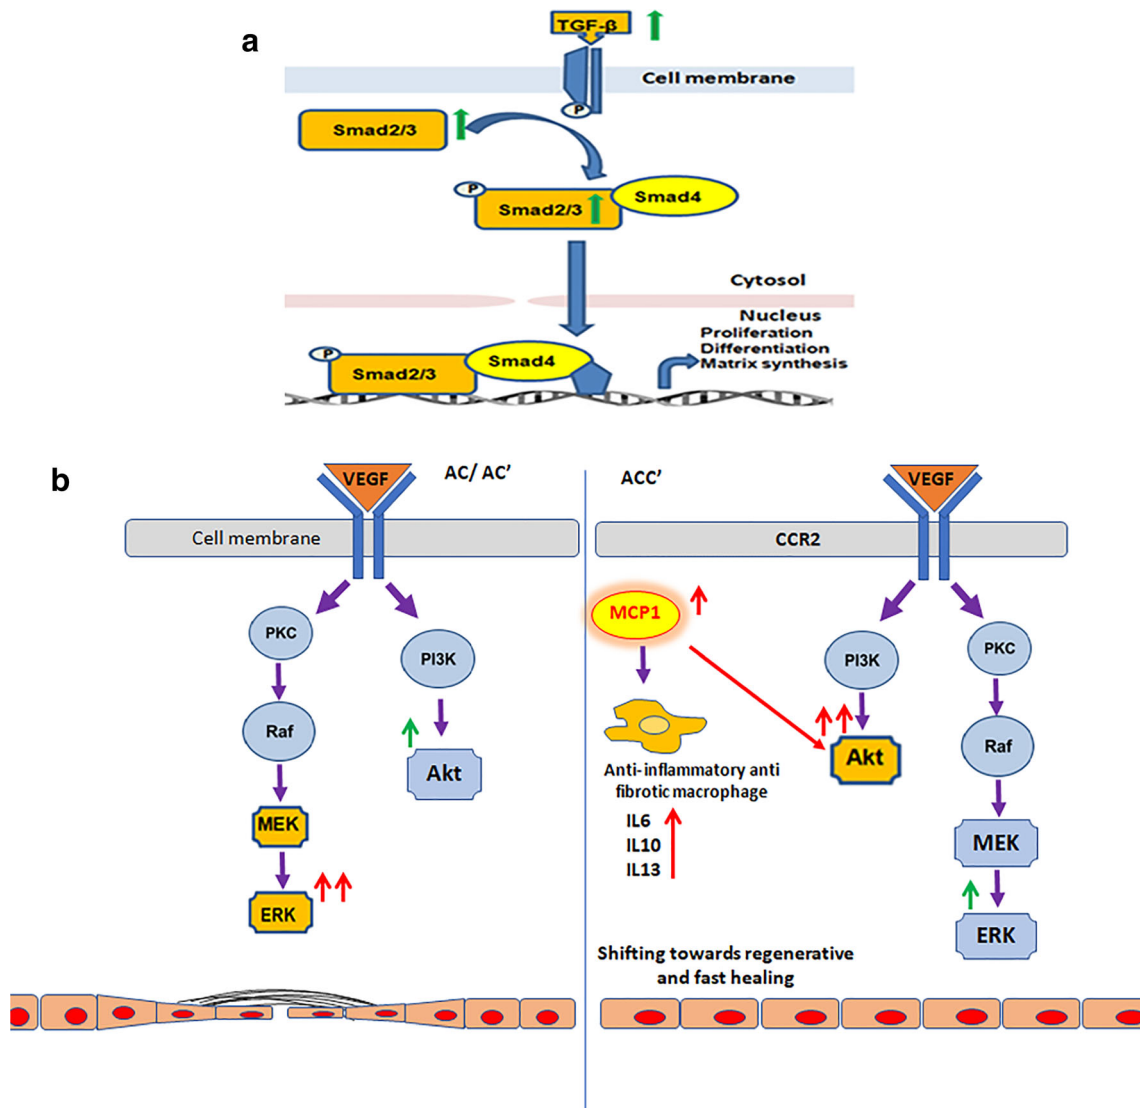 a
TGF-β
Cell membrane
P
Smad2/3
P
Smad2/3
Smad4
Cytosol
Nucleus
Proliferation
Differentiation
Matrix synthesis
P
Smad2/3
Smad4
b
VEGF
AC/ AC’
Cell membrane
PKC
PI3K
Raf
Akt
MEK
ERK
ACC’
VEGF
CCR2
MCP1
PI3K
PKC
Akt
Raf
Anti-inflammatory anti
fibrotic macrophage
IL6
IL10
IL13
MEK
ERK
Shifting towards regenerative
and fast healing